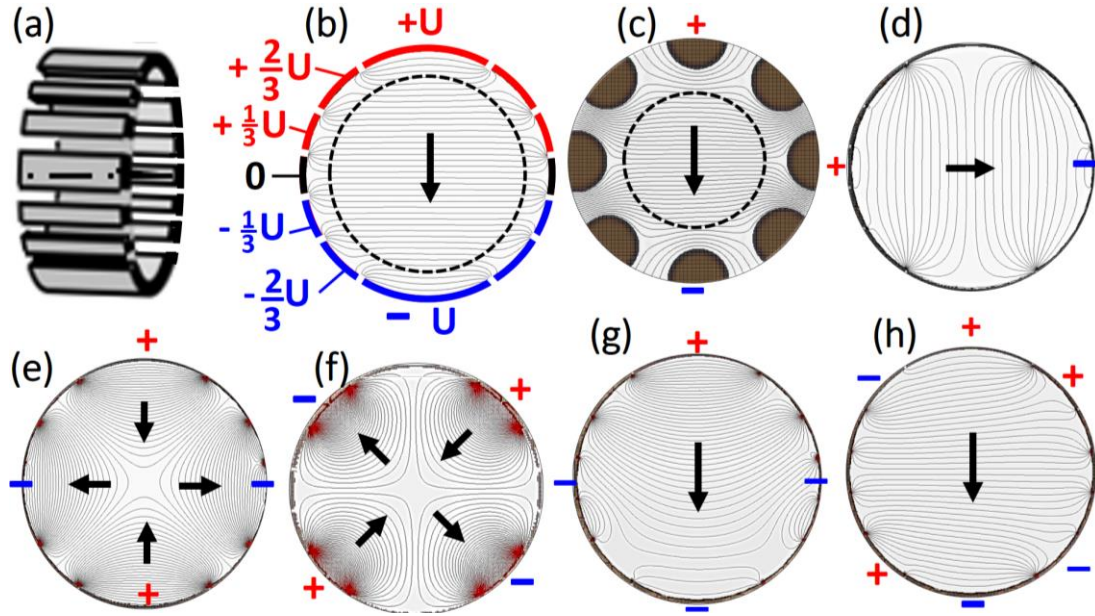 (a)
(b)
+U
+ 2/3 U
+ 1/3 U
0
- 1/3 U
- 2/3 U
− U
(c)
+
−
(d)
+
−
(e)
+
−
−
+
(f)
−
+
+
−
(g)
+
−
−
−
(h)
+
−
+
+
−
−